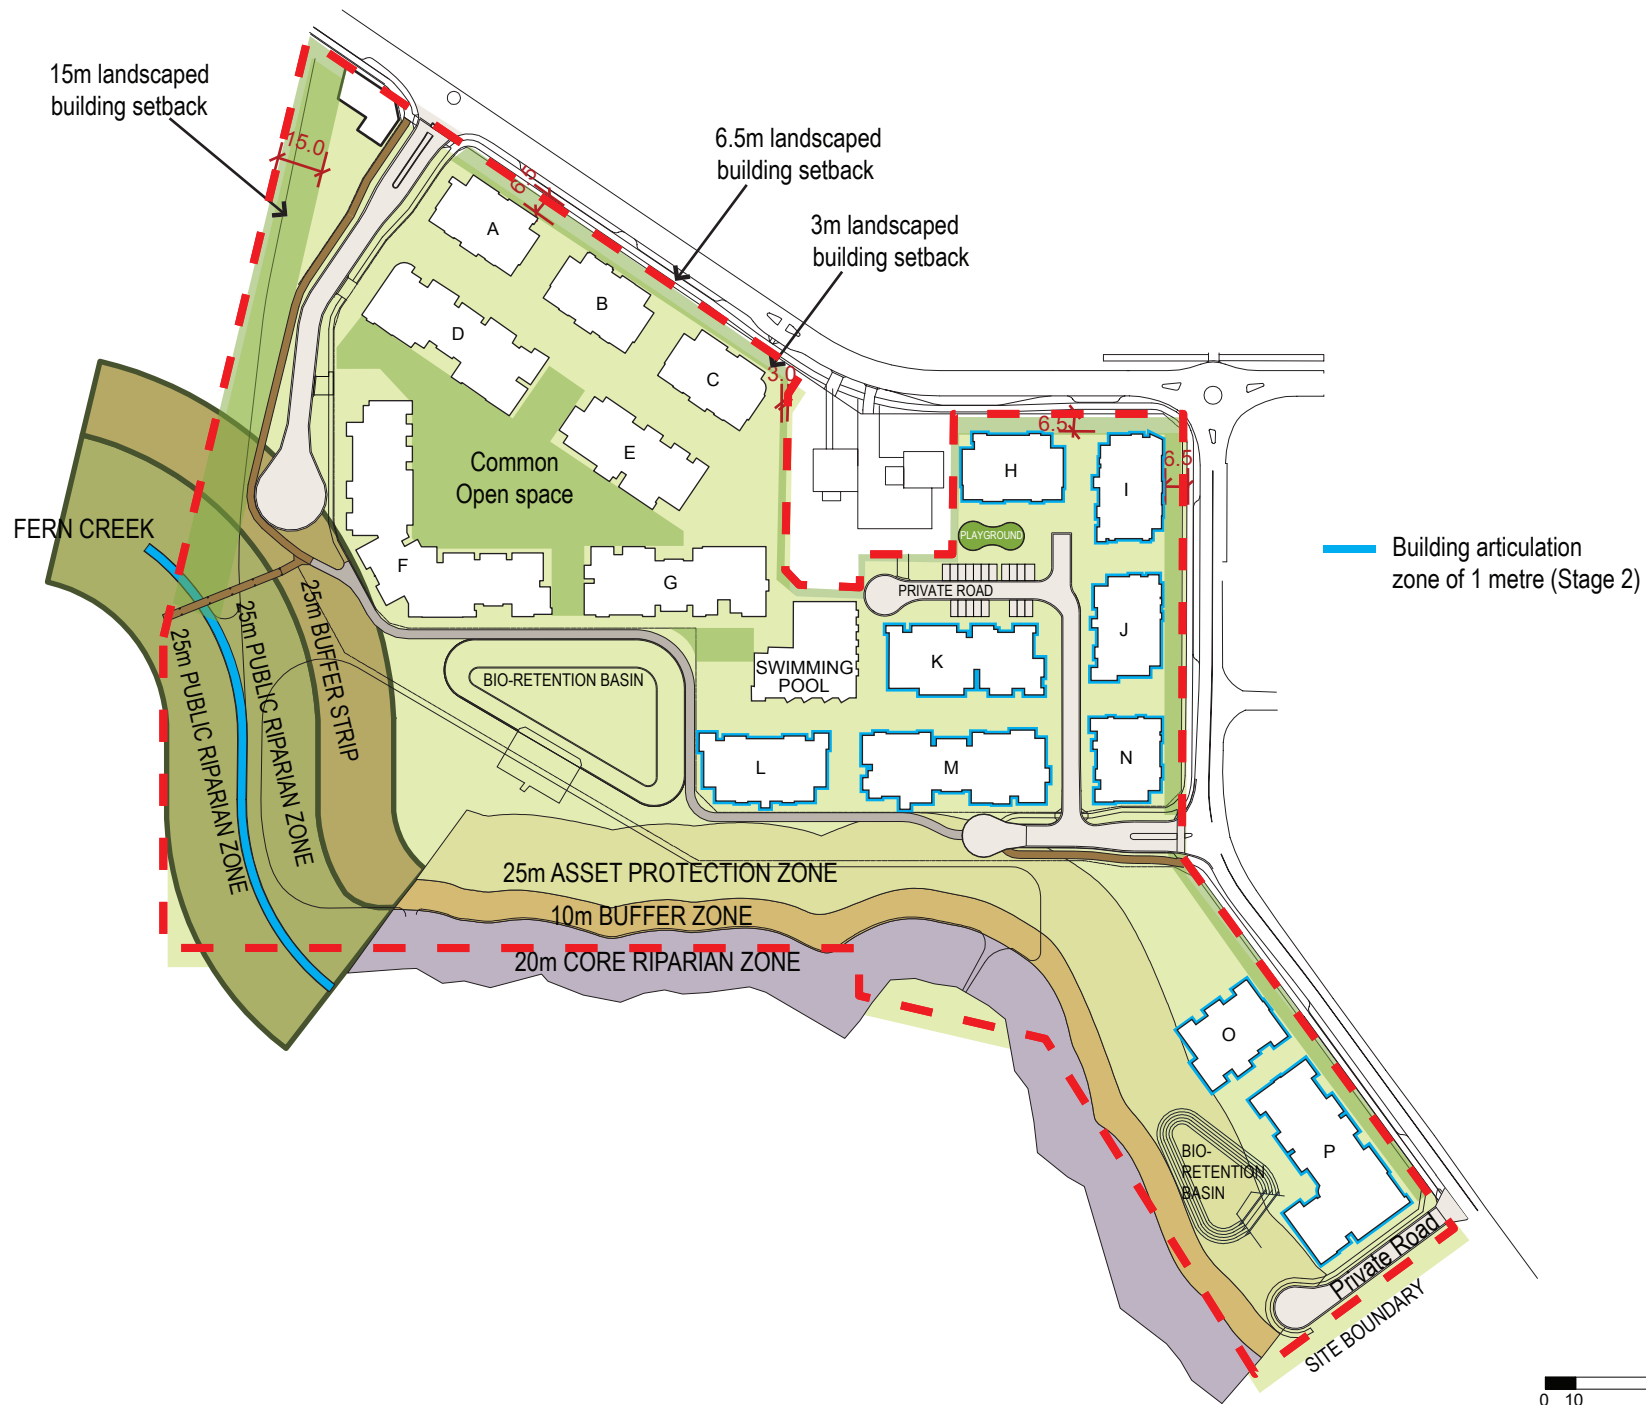 15m landscaped
building setback
6.5m landscaped
building setback
3m landscaped
building setback
15.0
6.5
3.0
6.5
6.5
A
B
C
D
E
F
G
H
I
J
K
L
M
N
O
P
Common
Open space
PLAYGROUND
PRIVATE ROAD
SWIMMING
POOL
BIO-RETENTION BASIN
FERN CREEK
25m PUBLIC RIPARIAN ZONE
25m PUBLIC RIPARIAN ZONE
25m BUFFER STRIP
25m ASSET PROTECTION ZONE
10m BUFFER ZONE
20m CORE RIPARIAN ZONE
BIO-
RETENTION
BASIN
Private Road
SITE BOUNDARY
Building articulation
zone of 1 metre (Stage 2)
0 10